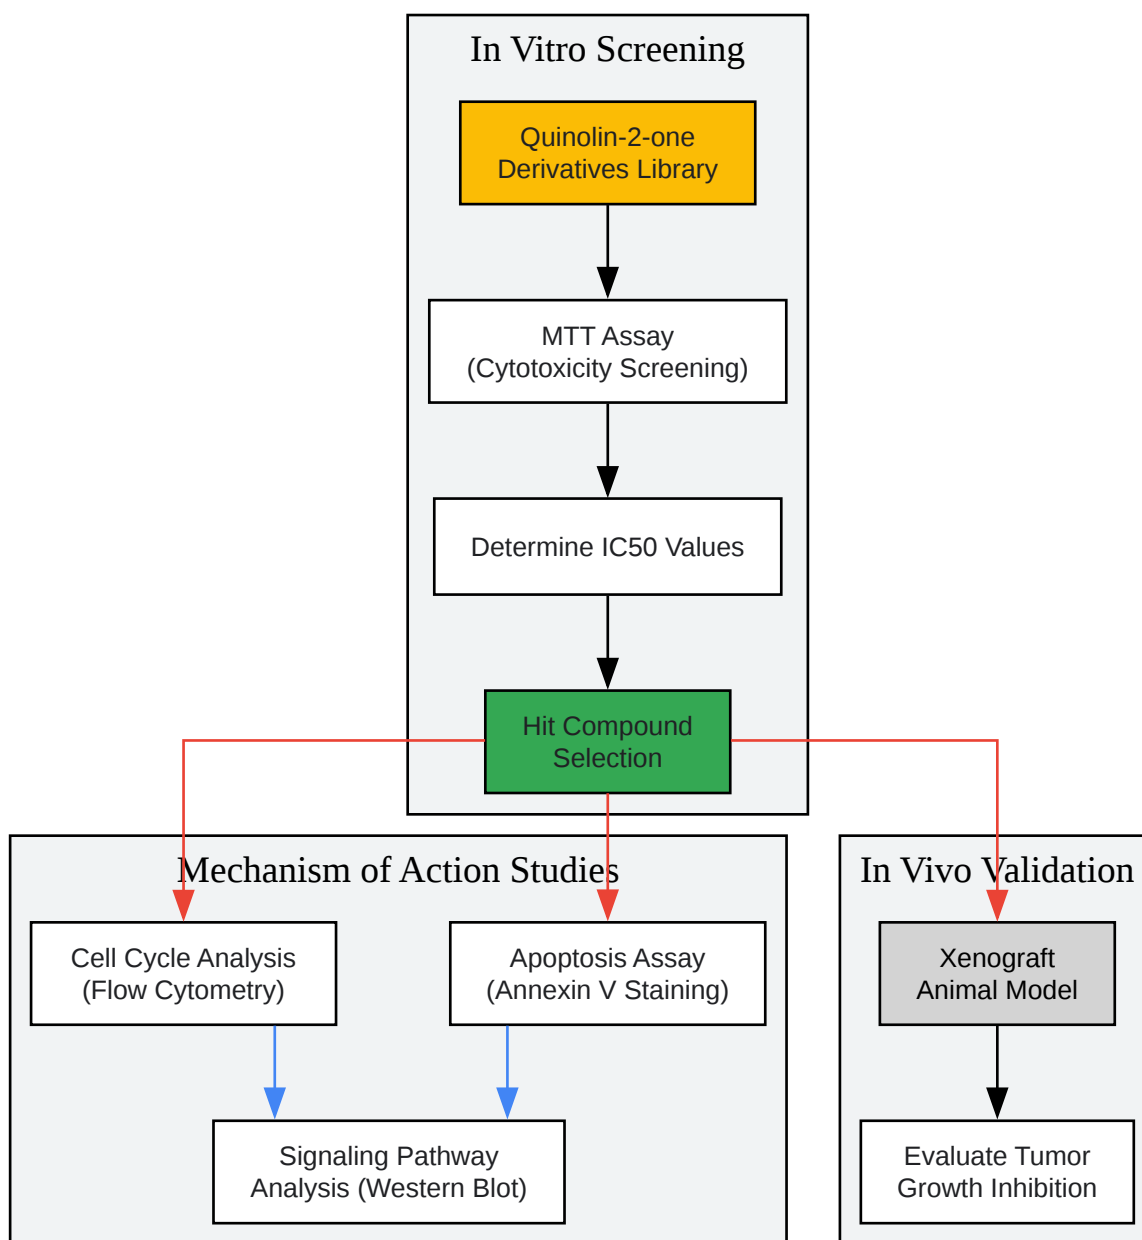 In Vitro Screening
Quinolin-2-one
Derivatives Library
MTT Assay
(Cytotoxicity Screening)
Determine IC50 Values
Hit Compound
Selection
Mechanism of Action Studies
Cell Cycle Analysis
(Flow Cytometry)
Apoptosis Assay
(Annexin V Staining)
Signaling Pathway
Analysis (Western Blot)
In Vivo Validation
Xenograft
Animal Model
Evaluate Tumor
Growth Inhibition